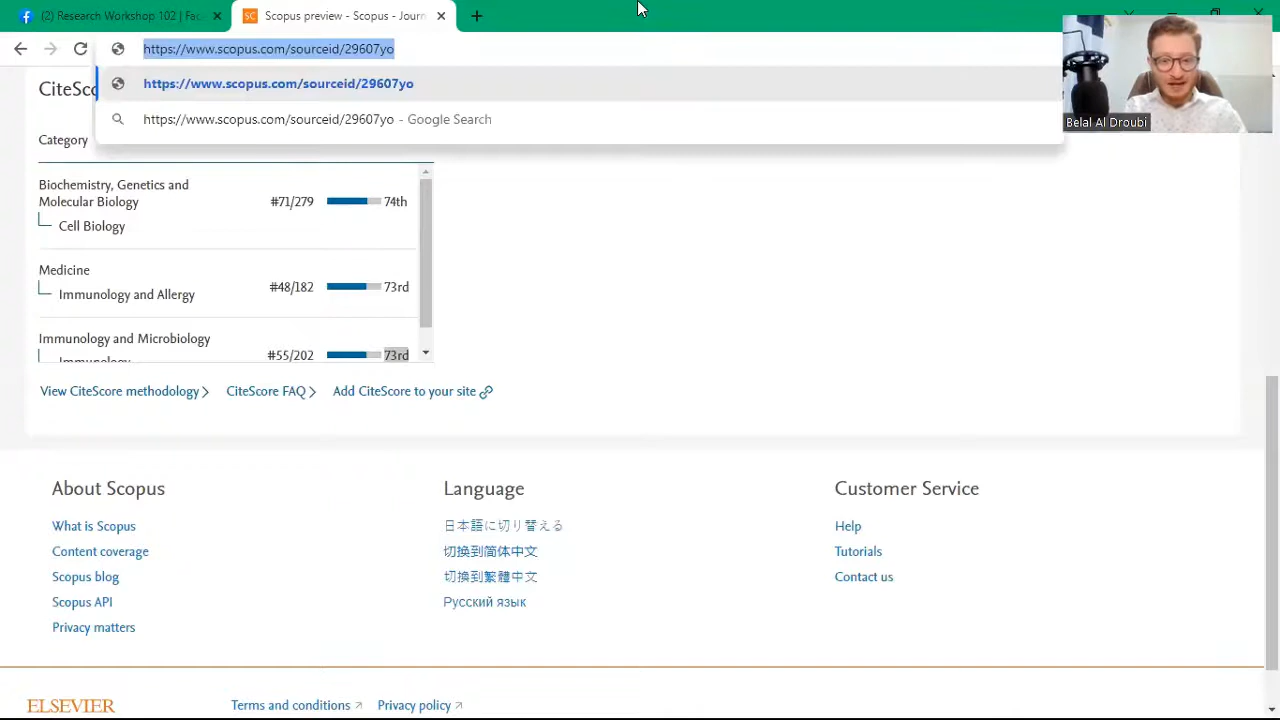 (2) Research Workshop 102 | Fac
Scopus preview - Scopus - Journ
https://www.scopus.com/sourceid/29607yo
https://www.scopus.com/sourceid/29607yo
https://www.scopus.com/sourceid/29607yo - Google Search
Belal Al Droubi
CiteSco
Category
Biochemistry, Genetics and
Molecular Biology
#71/279
74th
Cell Biology
Medicine
#48/182
73rd
Immunology and Allergy
Immunology and Microbiology
#55/202
73rd
Immunology
View CiteScore methodology
CiteScore FAQ
Add CiteScore to your site
About Scopus
What is Scopus
Content coverage
Scopus blog
Scopus API
Privacy matters
Language
日本語に切り替える
切换到简体中文
切換到繁體中文
Русский язык
Customer Service
Help
Tutorials
Contact us
ELSEVIER
Terms and conditions
Privacy policy